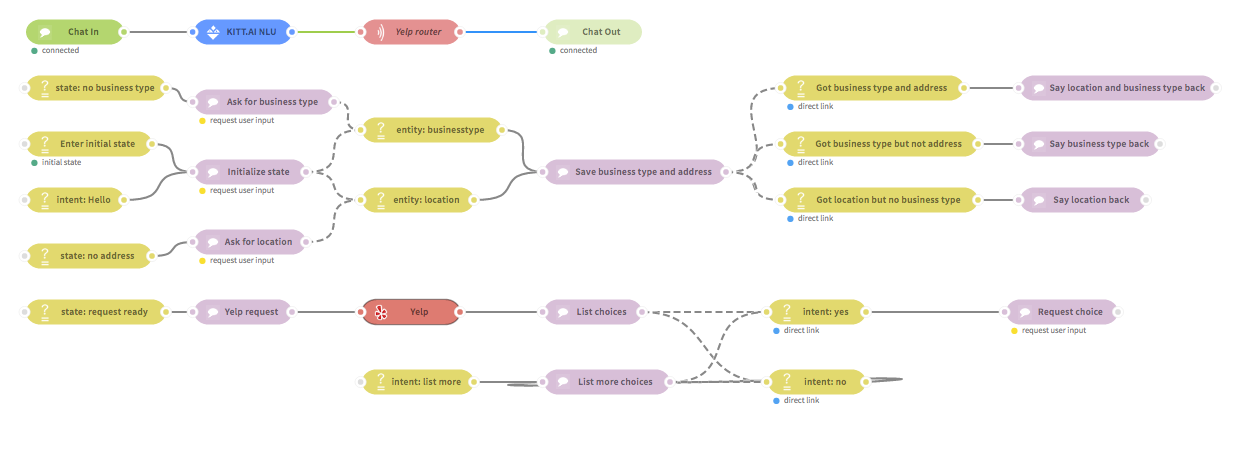 Chat In
KITT.AI NLU
Yelp router
Chat Out
connected
connected
state: no business type
Ask for business type
request user input
entity: businesstype
Got business type and address
direct link
Say location and business type back
Enter initial state
initial state
Initialize state
request user input
Save business type and address
Got business type but not address
direct link
Say business type back
intent: Hello
entity: location
Got location but no business type
direct link
Say location back
state: no address
Ask for location
request user input
state: request ready
Yelp request
Yelp
List choices
intent: yes
direct link
Request choice
request user input
intent: list more
List more choices
intent: no
direct link